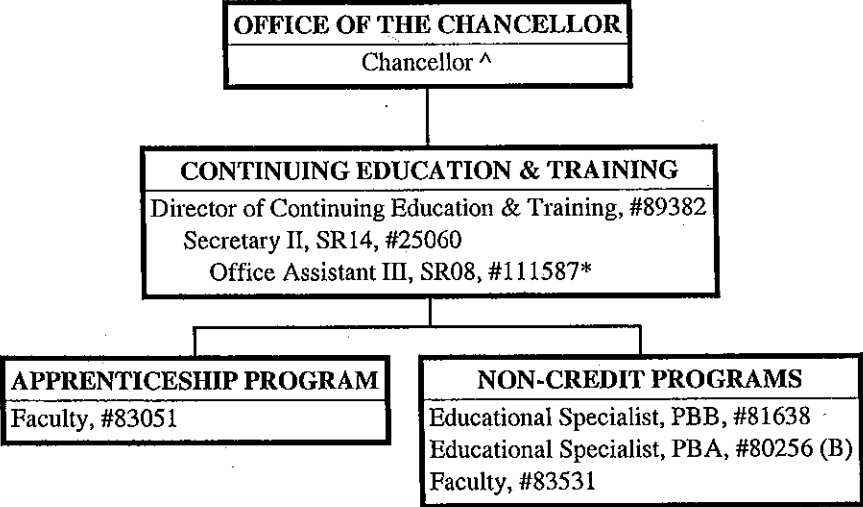 OFFICE OF THE CHANCELLOR
Chancellor ^
CONTINUING EDUCATION & TRAINING
Director of Continuing Education & Training, #89382
Secretary II, SR14, #25060
Office Assistant III, SR08, #111587*
APPRENTICESHIP PROGRAM
Faculty, #83051
NON-CREDIT PROGRAMS
Educational Specialist, PBB, #81638
Educational Specialist, PBA, #80256 (B)
Faculty, #83531